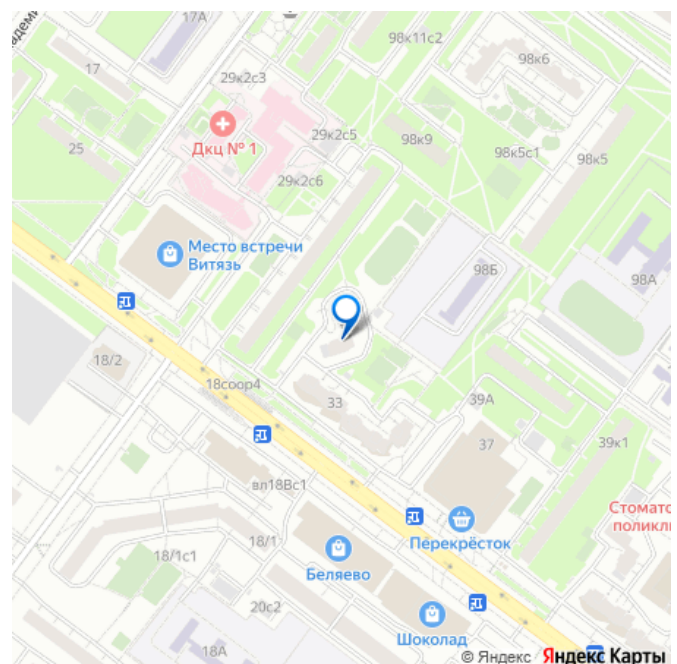 адеми
17А
98к11с2
98к6
17
29к2с3
Дкц № 1
29к2с5
98к9
98к5с1
98к5
25
29к2с6
Место встречи
Витязь
98Б
98А
18/2
18соор4
33
39А
37
39к1
вл18Вс1
Стомато
поликли
Перекрёсток
18/1
18/1с1
Беляево
20с2
Шоколад
18А
© Яндекс Яндекс Карты